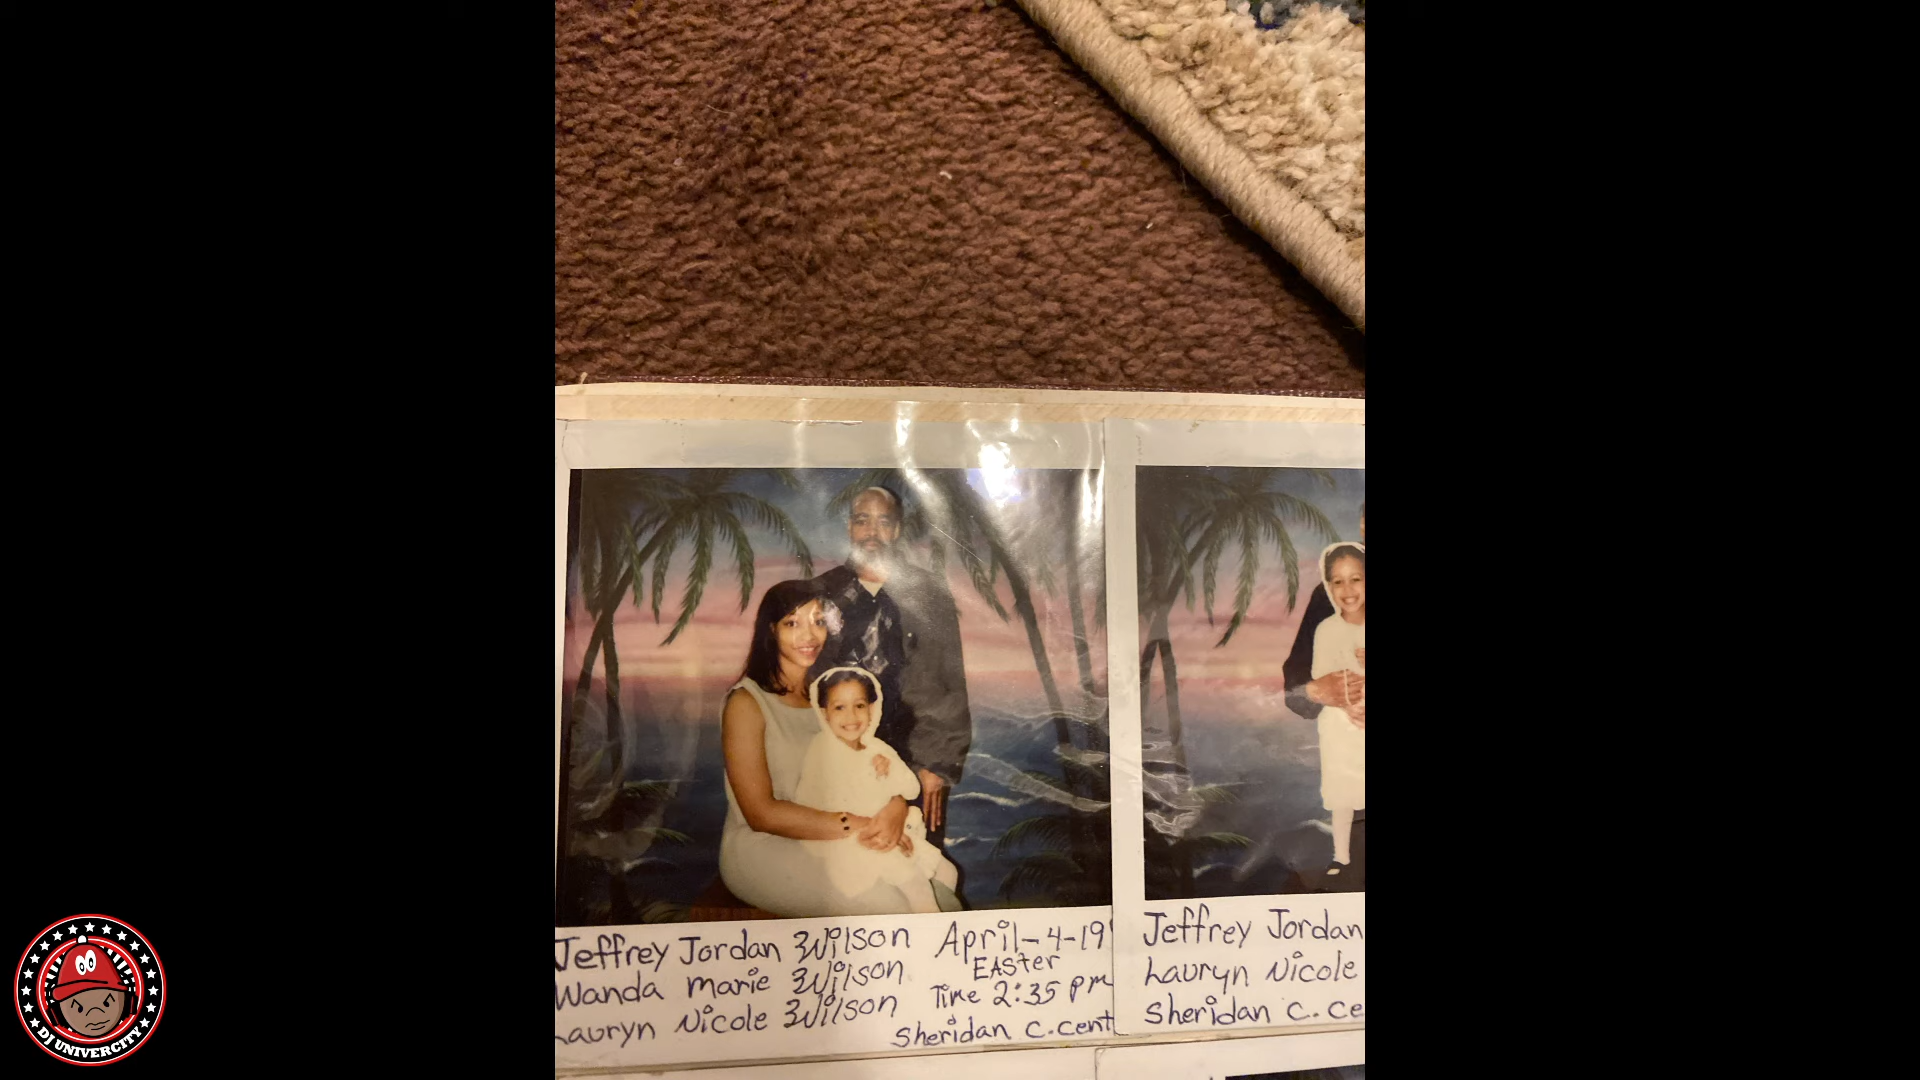 Jeffrey Jordan Wilson April-4-19
EASter
Wanda marie Wilson
Time 2:35 pm
Lauryn Nicole Wilson
Sheridan C. Cent
Jeffrey Jordan
Lauryn Nicole
Sheridan C. Ce
DJ UNIVERCITY